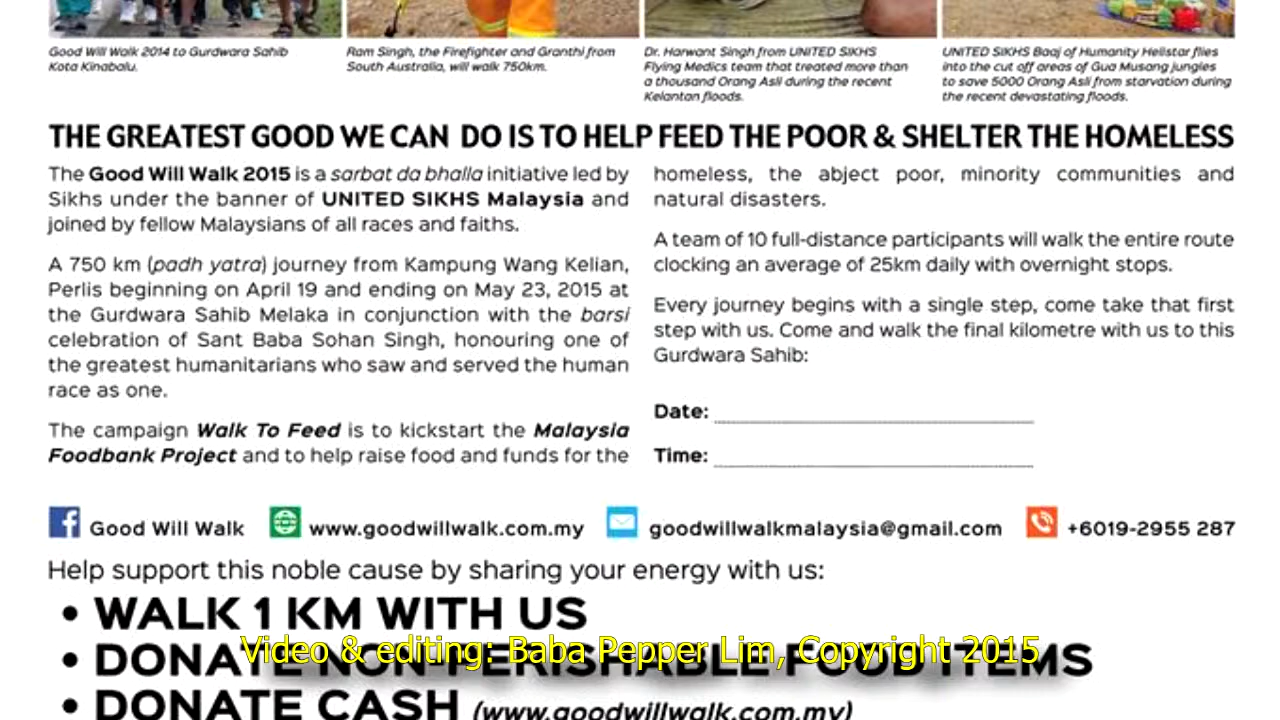 Good Will Walk 2014 to Gurdwara Sahib
Kota Kinabalu.
Ram Singh, the Firefighter and Granthi from
South Australia, will walk 750km.
Dr. Harwant Singh from UNITED SIKHS
Flying Medics team that treated more than
a thousand Orang Asli during the recent
Kelantan floods.
UNITED SIKHS Baaj of Humanity Helistar flies
into the cut off areas of Gua Musang jungles
to save 5000 Orang Asli from starvation during
the recent devastating floods.
THE GREATEST GOOD WE CAN DO IS TO HELP FEED THE POOR & SHELTER THE HOMELESS
The Good Will Walk 2015 is a sarbat da bhalla initiative led by
Sikhs under the banner of UNITED SIKHS Malaysia and
joined by fellow Malaysians of all races and faiths.
A 750 km (padh yatra) journey from Kampung Wang Kelian,
Perlis beginning on April 19 and ending on May 23, 2015 at
the Gurdwara Sahib Melaka in conjunction with the barsi
celebration of Sant Baba Sohan Singh, honouring one of
the greatest humanitarians who saw and served the human
race as one.
The campaign Walk To Feed is to kickstart the Malaysia
Foodbank Project and to help raise food and funds for the
homeless, the abject poor, minority communities and
natural disasters.
A team of 10 full-distance participants will walk the entire route
clocking an average of 25km daily with overnight stops.
Every journey begins with a single step, come take that first
step with us. Come and walk the final kilometre with us to this
Gurdwara Sahib:
Date:
Time:
Good Will Walk www.goodwillwalk.com.my goodwillwalkmalaysia@gmail.com +6019-2955 287
Help support this noble cause by sharing your energy with us:
• WALK 1 KM WITH US
• DONATE NON-PERISHABLE FOOD ITEMS
Video & editing: Baba Pepper Lim, Copyright 2015
• DONATE CASH (www.goodwillwalk.com.my)